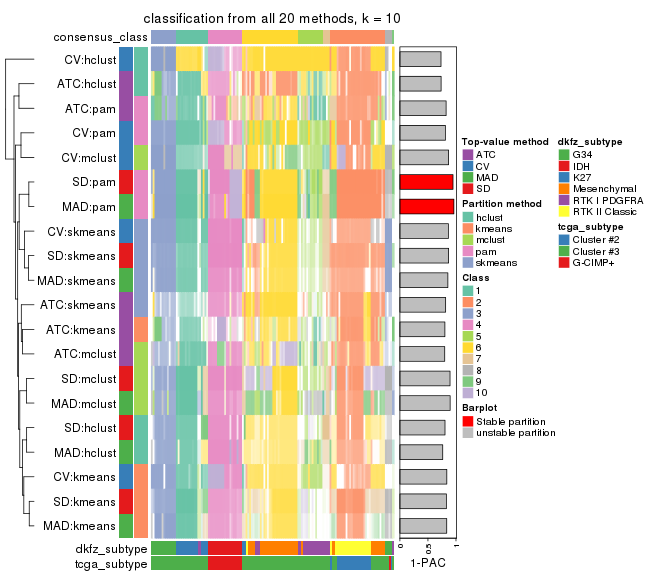 classification from all 20 methods, k = 10
consensus_class
CV:hclust
ATC:hclust
ATC:pam
CV:pam
CV:mclust
SD:pam
MAD:pam
CV:skmeans
SD:skmeans
MAD:skmeans
ATC:skmeans
ATC:kmeans
ATC:mclust
SD:mclust
MAD:mclust
SD:hclust
MAD:hclust
CV:kmeans
SD:kmeans
MAD:kmeans
dkfz_subtype
tcga_subtype
0
0.5
1
1-PAC
Top-value method
ATC
CV
MAD
SD
Partition method
hclust
kmeans
mclust
pam
skmeans
Class
1
2
3
4
5
6
7
8
9
10
Barplot
Stable partition
unstable partition
dkfz_subtype
G34
IDH
K27
Mesenchymal
RTK I PDGFRA
RTK II Classic
tcga_subtype
Cluster #2
Cluster #3
G-CIMP+